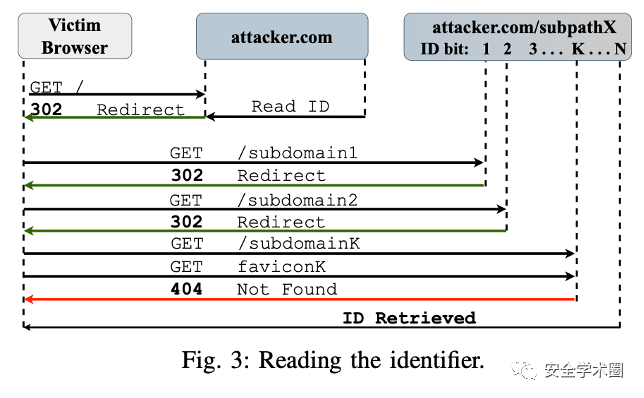 Victim Browser
attacker.com
attacker.com/subpathX
ID bit: 1 2 3... K...N
GET /
302 Redirect
Read ID
GET /subdomain1
302 Redirect
GET /subdomain2
302 Redirect
GET /subdomainK
GET faviconK
404 Not Found
ID Retrieved
Fig. 3: Reading the identifier.
安全学术圈